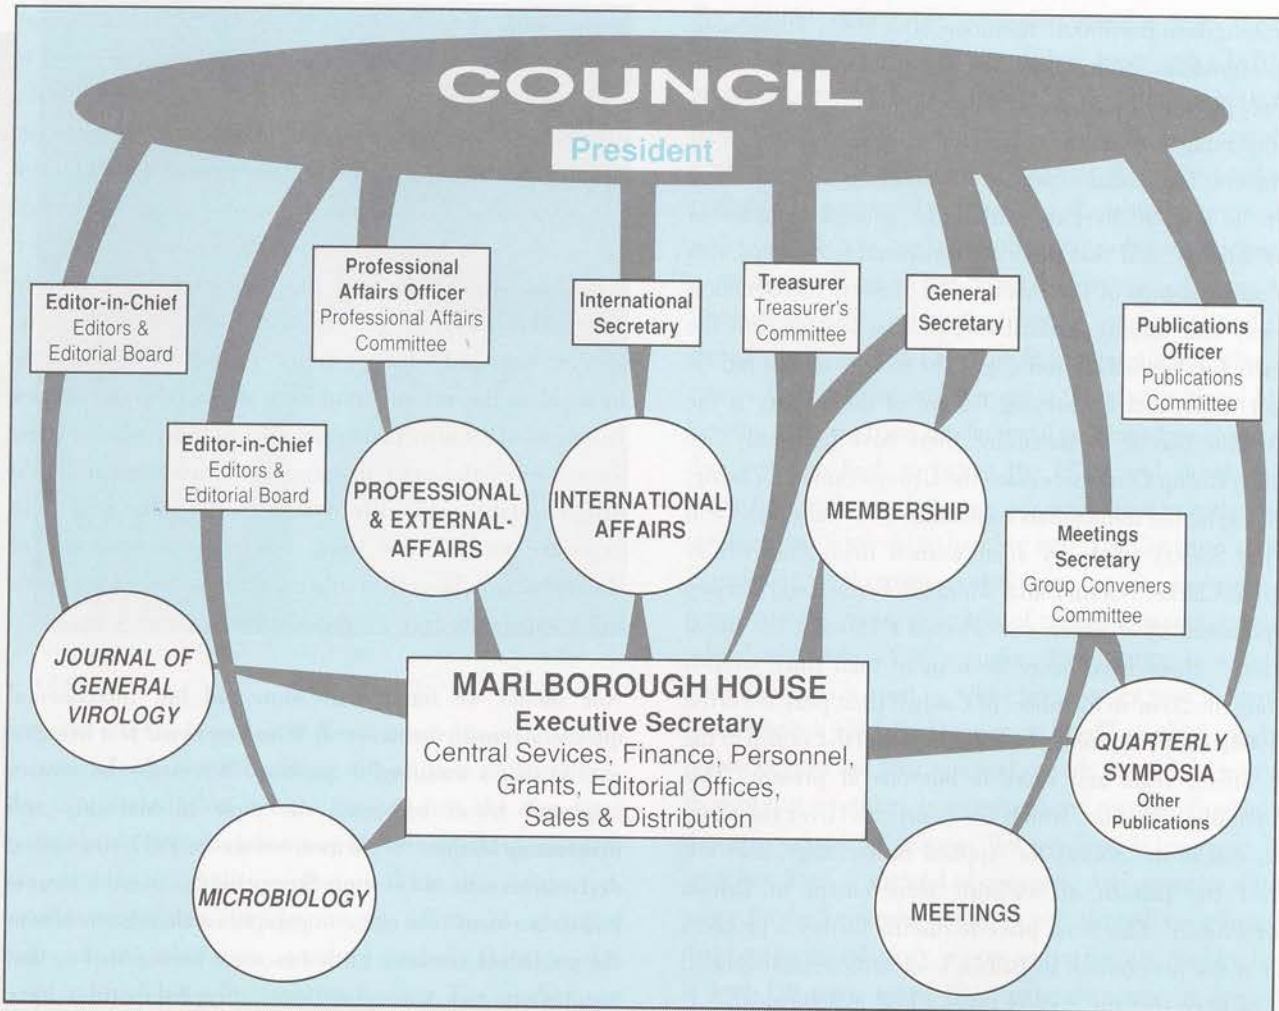 COUNCIL
President
Editor-in-Chief
Editors &
Editorial Board
Editor-in-Chief
Editors &
Editorial Board
Professional
Affairs Officer
Professional Affairs
Committee
International
Secretary
Treasurer
Treasurer's
Committee
General
Secretary
Publications
Officer
Publications
Committee
PROFESSIONAL
& EXTERNAL-
AFFAIRS
INTERNATIONAL
AFFAIRS
MEMBERSHIP
Meetings
Secretary
Group Conveners
Committee
JOURNAL OF
GENERAL
VIROLOGY
MARLBOROUGH HOUSE
Executive Secretary
Central Sevices, Finance, Personnel,
Grants, Editorial Offices,
Sales & Distribution
QUARTERLY
SYMPOSIA
Other
Publications
MICROBIOLOGY
MEETINGS